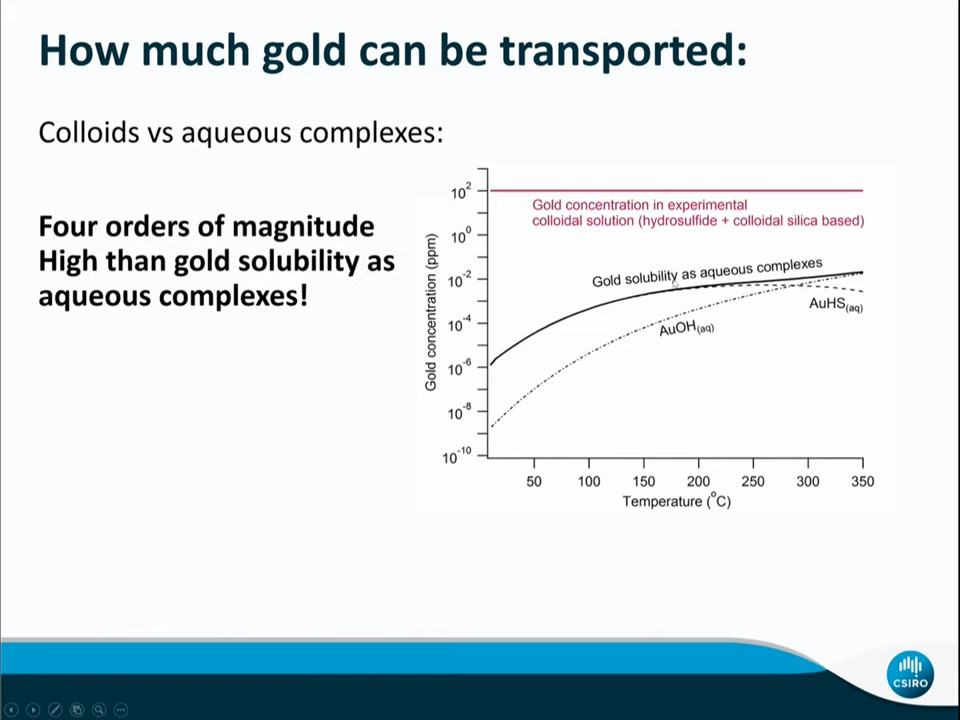 How much gold can be transported:
Colloids vs aqueous complexes:
Four orders of magnitude
High than gold solubility as
aqueous complexes!
Gold concentration (ppm)
10²
10⁰
10⁻²
10⁻⁴
10⁻⁶
10⁻⁸
10⁻¹⁰
Gold concentration in experimental
colloidal solution (hydrosulfide + colloidal silica based)
Gold solubility as aqueous complexes
AuHS(aq)
AuOH(aq)
50 100 150 200 250 300 350
Temperature (°C)
CSIRO